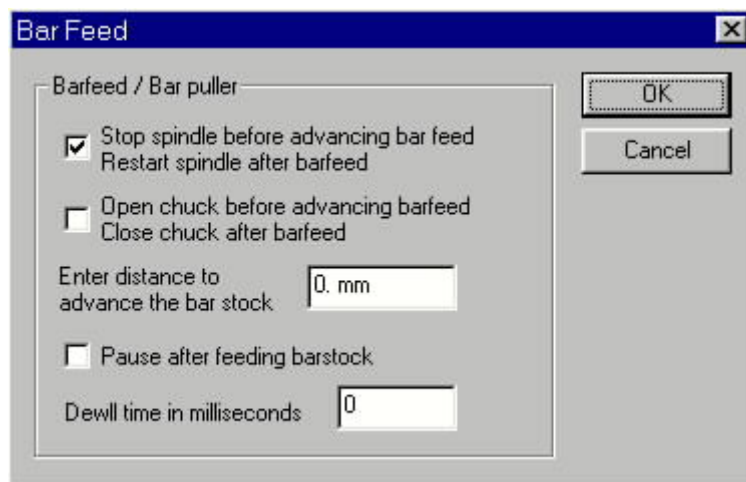 Bar Feed
Barfeed / Bar puller
Stop spindle before advancing bar feed
Restart spindle after barfeed
Open chuck before advancing barfeed
Close chuck after barfeed
Enter distance to
advance the bar stock
0. mm
Pause after feeding barstock
Dewll time in milliseconds
0
OK
Cancel